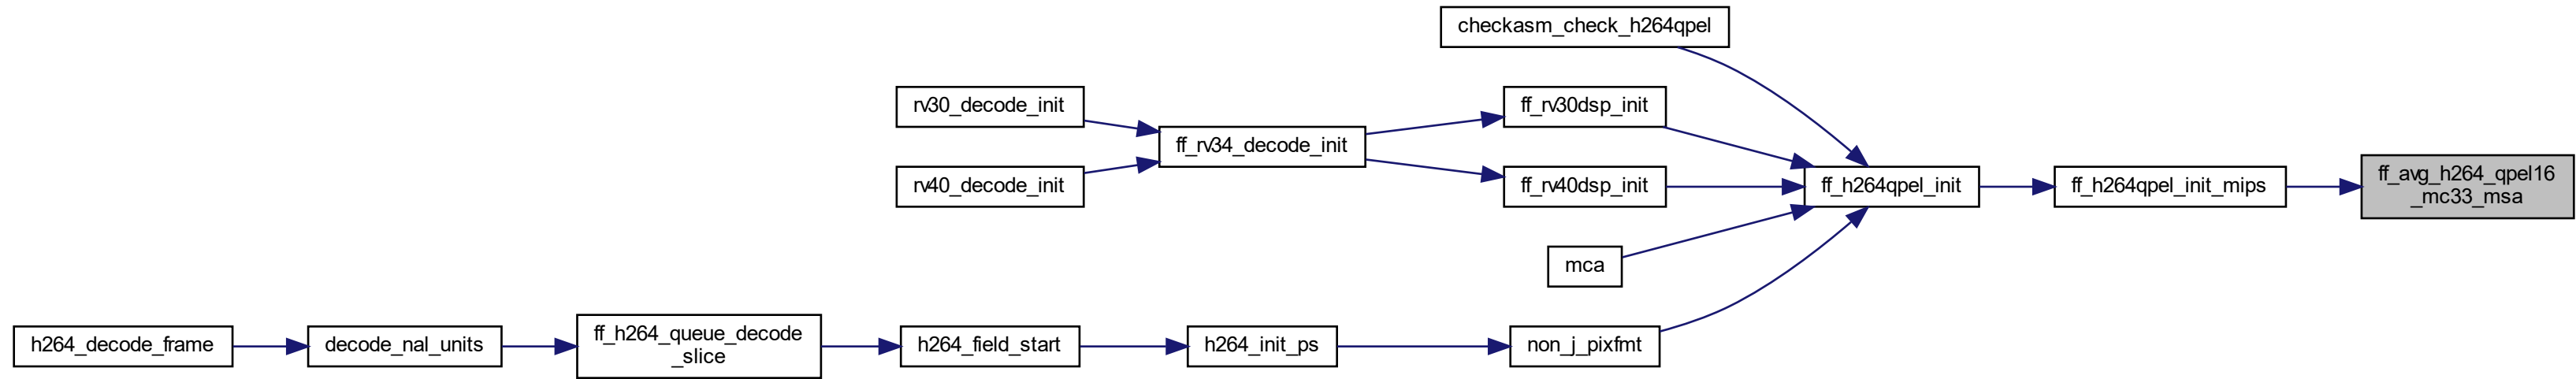 checkasm_check_h264qpel
rv30_decode_init
ff_rv30dsp_init
ff_rv34_decode_init
rv40_decode_init
ff_rv40dsp_init
ff_h264qpel_init
ff_h264qpel_init_mips
ff_avg_h264_qpel16
_mc33_msa
mca
h264_decode_frame
decode_nal_units
ff_h264_queue_decode
_slice
h264_field_start
h264_init_ps
non_j_pixfmt